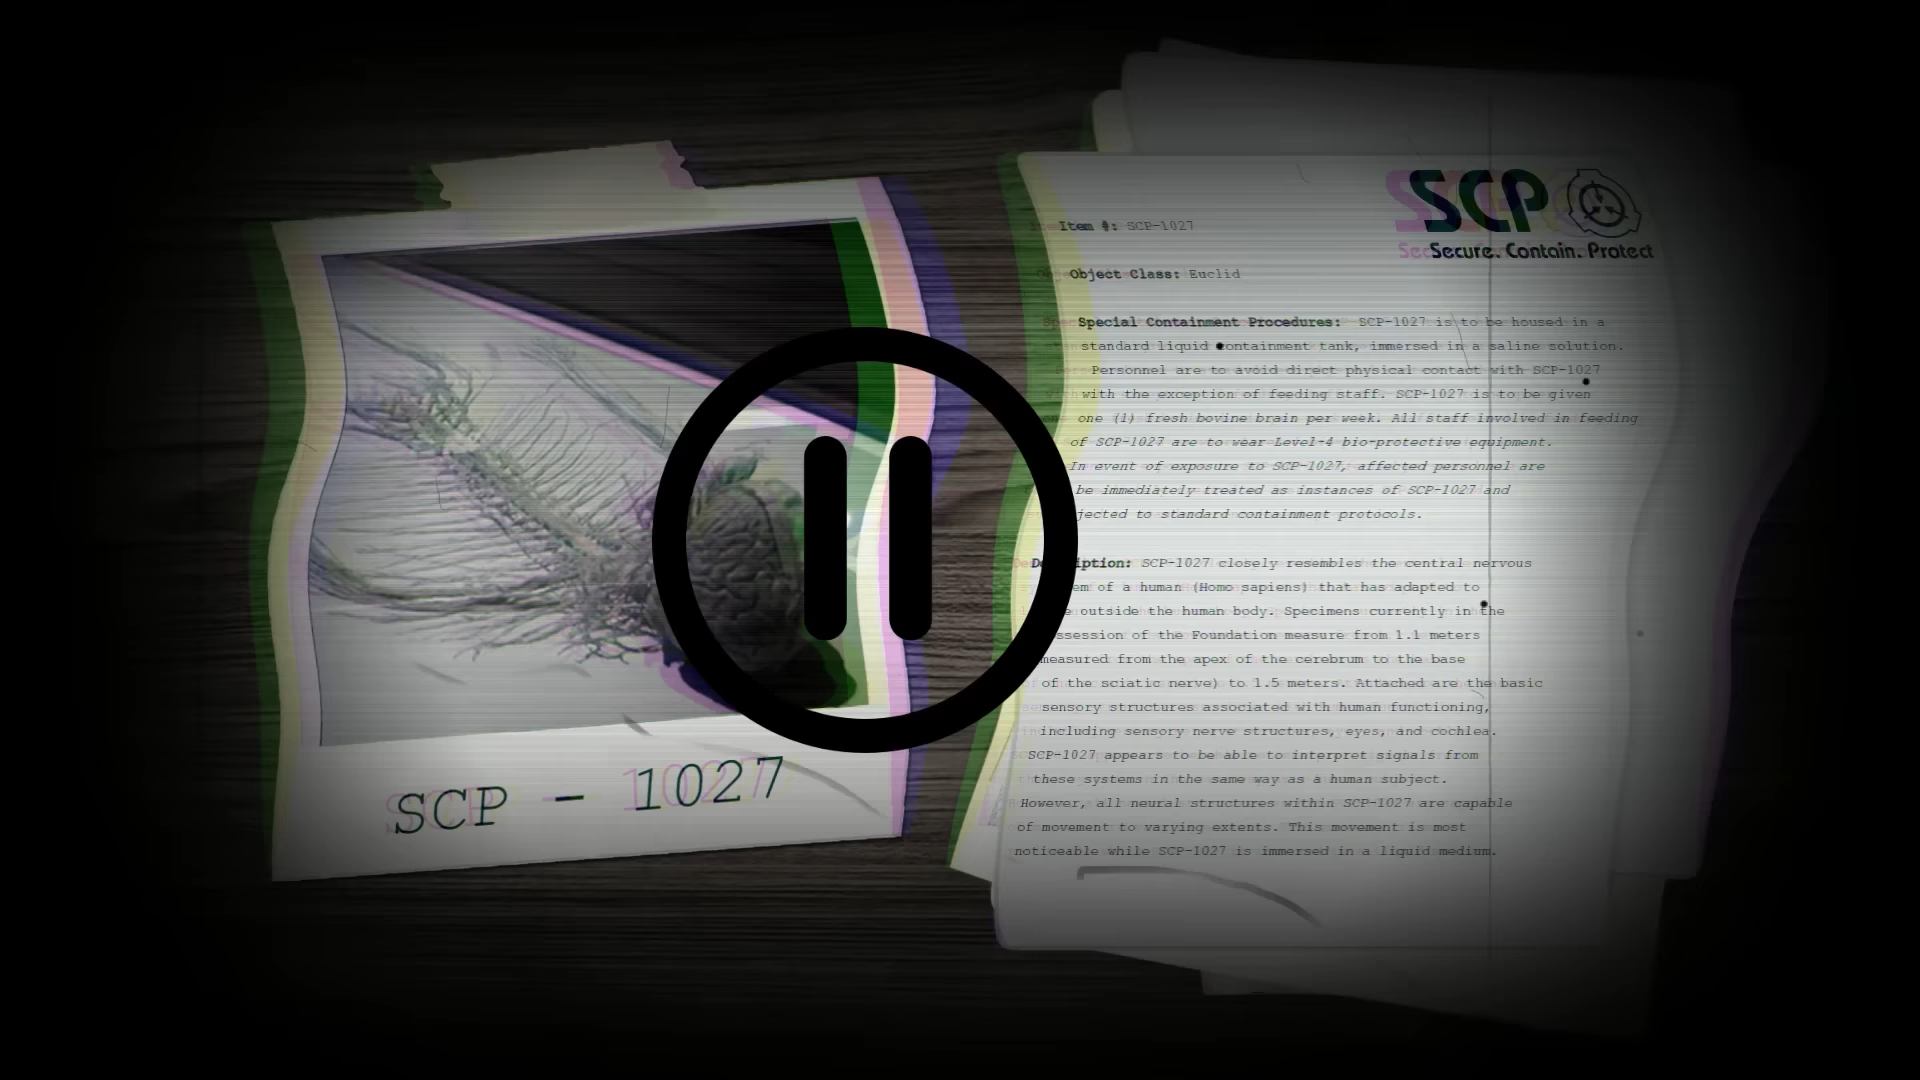 SCP - 1027
SCP
Secure. Contain. Protect
Item #: SCP-1027
Object Class: Euclid
Special Containment Procedures: SCP-1027 is to be housed in a
standard liquid containment tank, immersed in a saline solution.
Personnel are to avoid direct physical contact with SCP-1027
with the exception of feeding staff. SCP-1027 is to be given
one (1) fresh bovine brain per week. All staff involved in feeding
of SCP-1027 are to wear Level-4 bio-protective equipment.
In event of exposure to SCP-1027, affected personnel are
be immediately treated as instances of SCP-1027 and
jected to standard containment protocols.
Description: SCP-1027 closely resembles the central nervous
em of a human (Homo sapiens) that has adapted to
outside the human body. Specimens currently in the
ssession of the Foundation measure from 1.1 meters
measured from the apex of the cerebrum to the base
of the sciatic nerve) to 1.5 meters. Attached are the basic
sensory structures associated with human functioning,
including sensory nerve structures, eyes, and cochlea.
SCP-1027 appears to be able to interpret signals from
these systems in the same way as a human subject.
However, all neural structures within SCP-1027 are capable
of movement to varying extents. This movement is most
noticeable while SCP-1027 is immersed in a liquid medium.